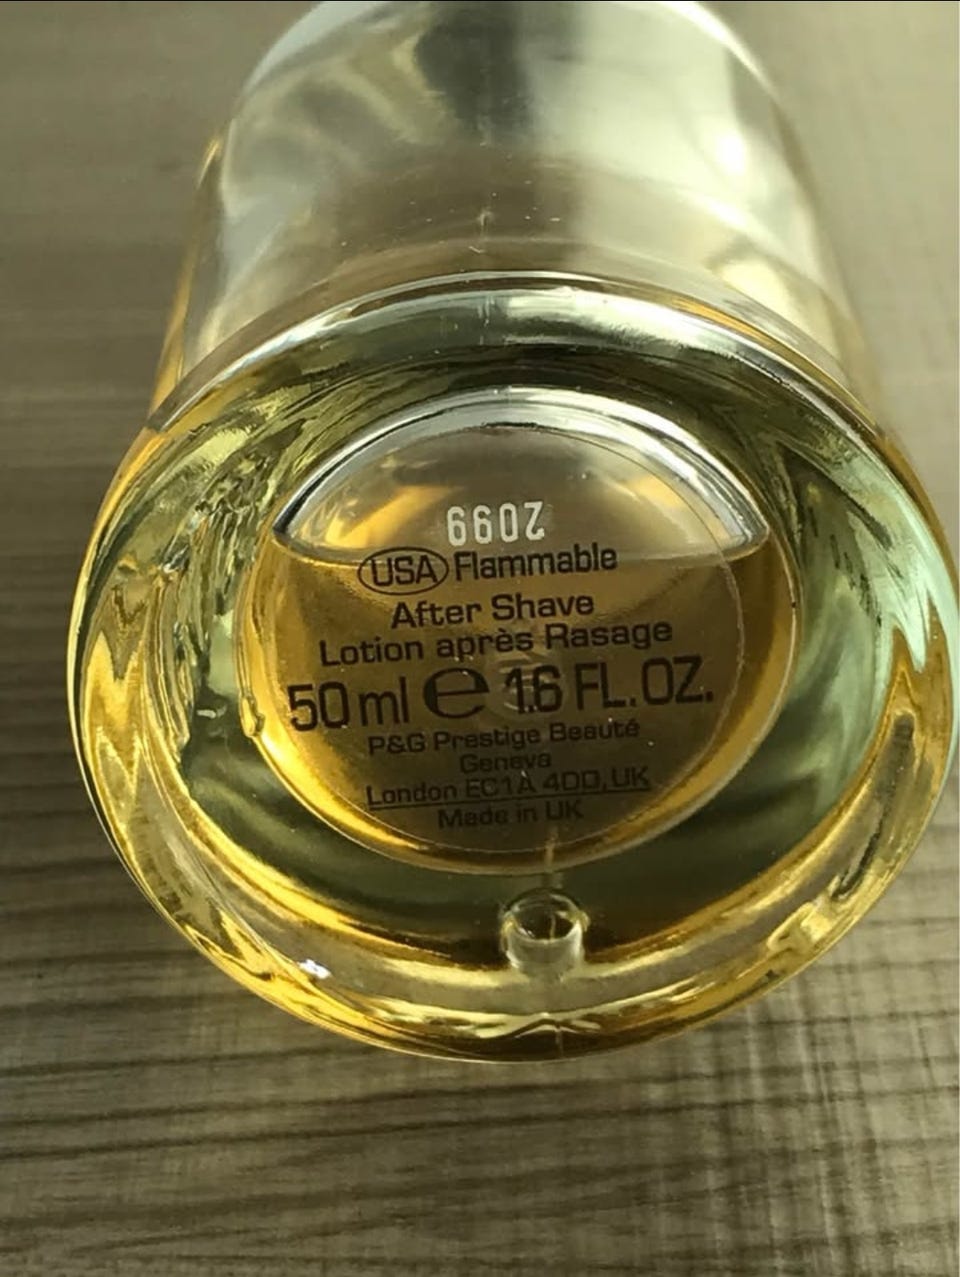 2099
USA Flammable
After Shave
Lotion après Rasage
50 ml e 1.6 FL. OZ.
P&G Prestige Beauté
Geneva
London EC1A 4DD, UK
Made in UK